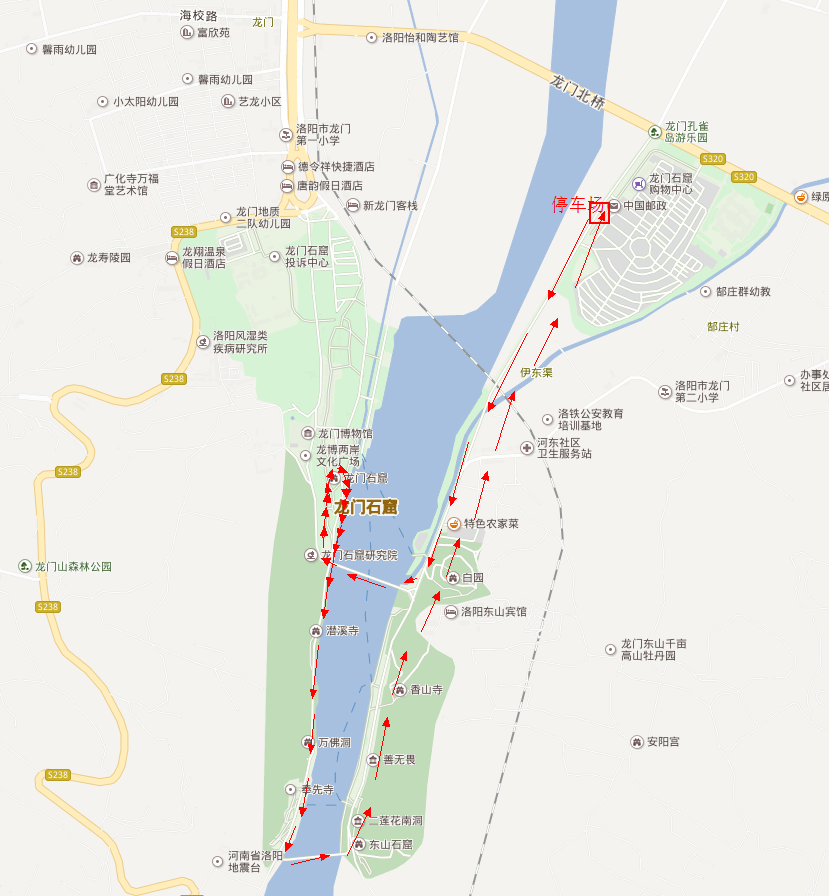 海校路
龙门
富欣苑
馨雨幼儿园
洛阳怡和陶艺馆
馨雨幼儿园
龙门北桥
小太阳幼儿园
艺龙小区
洛阳市龙门
第一小学
龙门孔雀
岛游乐园
S320
德令祥快捷酒店
S320
广化寺万福
堂艺术馆
唐韵假日酒店
龙门石窟
购物中心
绿原
新龙门客栈
停车场
中国邮政
龙门地质
二队幼儿园
S238
龙寿陵园
龙翔温泉
假日酒店
龙门石窟
投诉中心
郜庄群幼教
郜庄村
洛阳风湿类
疾病研究所
伊东渠
S238
洛阳市龙门
第二小学
办事处
社区居
洛铁公安教育
培训基地
龙门博物馆
龙博两岸
文化广场
河东社区
卫生服务站
S238
龙门石窟
龙门石窟
特色农家菜
龙门石窟研究院
龙门山森林公园
白园
S238
洛阳东山宾馆
潜溪寺
龙门东山千亩
高山牡丹园
香山寺
万佛洞
安阳宫
善无畏
S238
奉先寺
二莲花南洞
东山石窟
河南省洛阳
地震台